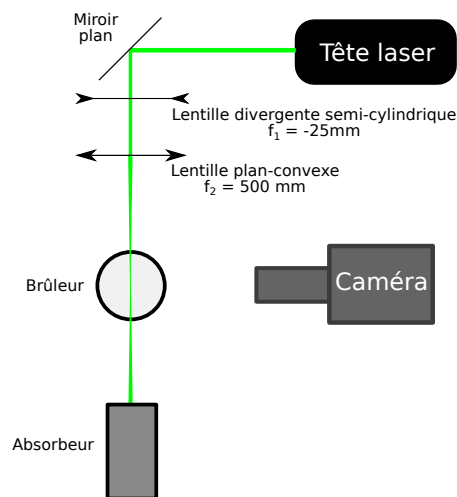 Miroir
plan
Tête laser
Lentille divergente semi-cylindrique
f₁ = -25mm
Lentille plan-convexe
f₂ = 500 mm
Brûleur
Caméra
Absorbeur